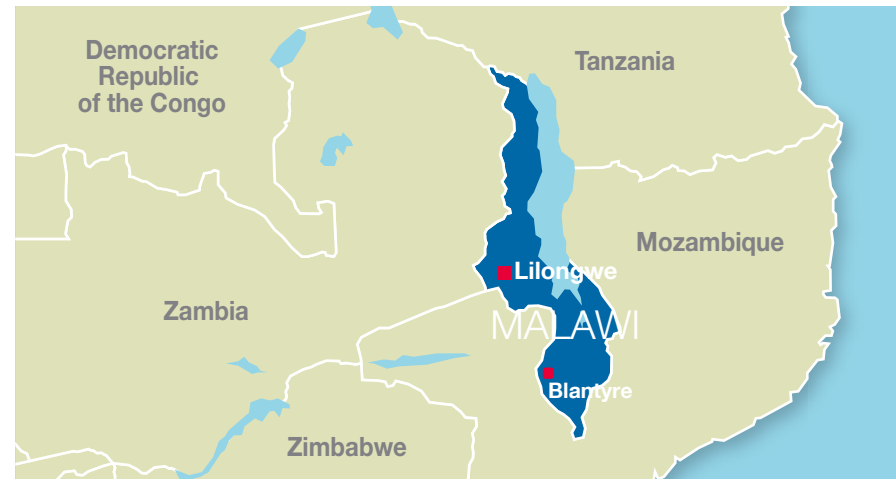 Democratic
Republic
of the Congo
Tanzania
Mozambique
Lilongwe
Zambia
MALAWI
Blantyre
Zimbabwe